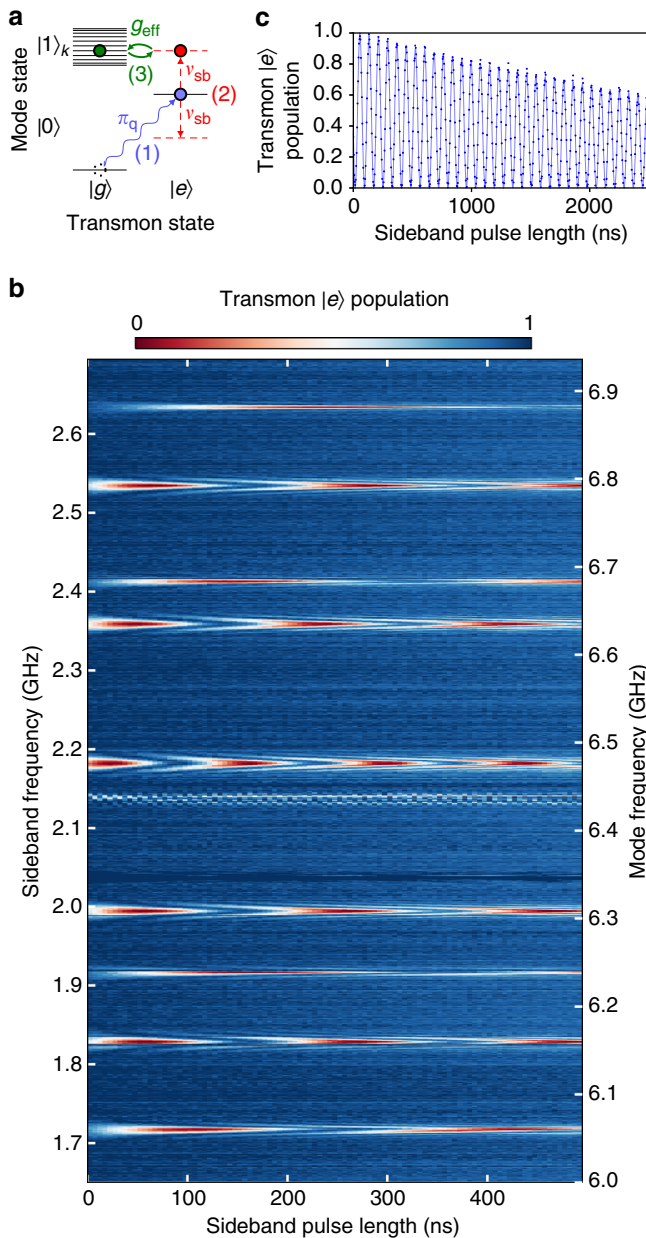 a
|1⟩k
g_eff
(3)
ν_sb
(2)
ν_sb
π_q
(1)
|0⟩
Mode state
|g⟩
|e⟩
Transmon state
c
1.0
0.8
0.6
0.4
0.2
0.0
Transmon |e⟩
population
0
1000
2000
Sideband pulse length (ns)
b
Transmon |e⟩ population
0
1
2.6
2.5
2.4
2.3
2.2
2.1
2.0
1.9
1.8
1.7
Sideband frequency (GHz)
6.9
6.8
6.7
6.6
6.5
6.4
6.3
6.2
6.1
6.0
Mode frequency (GHz)
0
100
200
300
400
Sideband pulse length (ns)